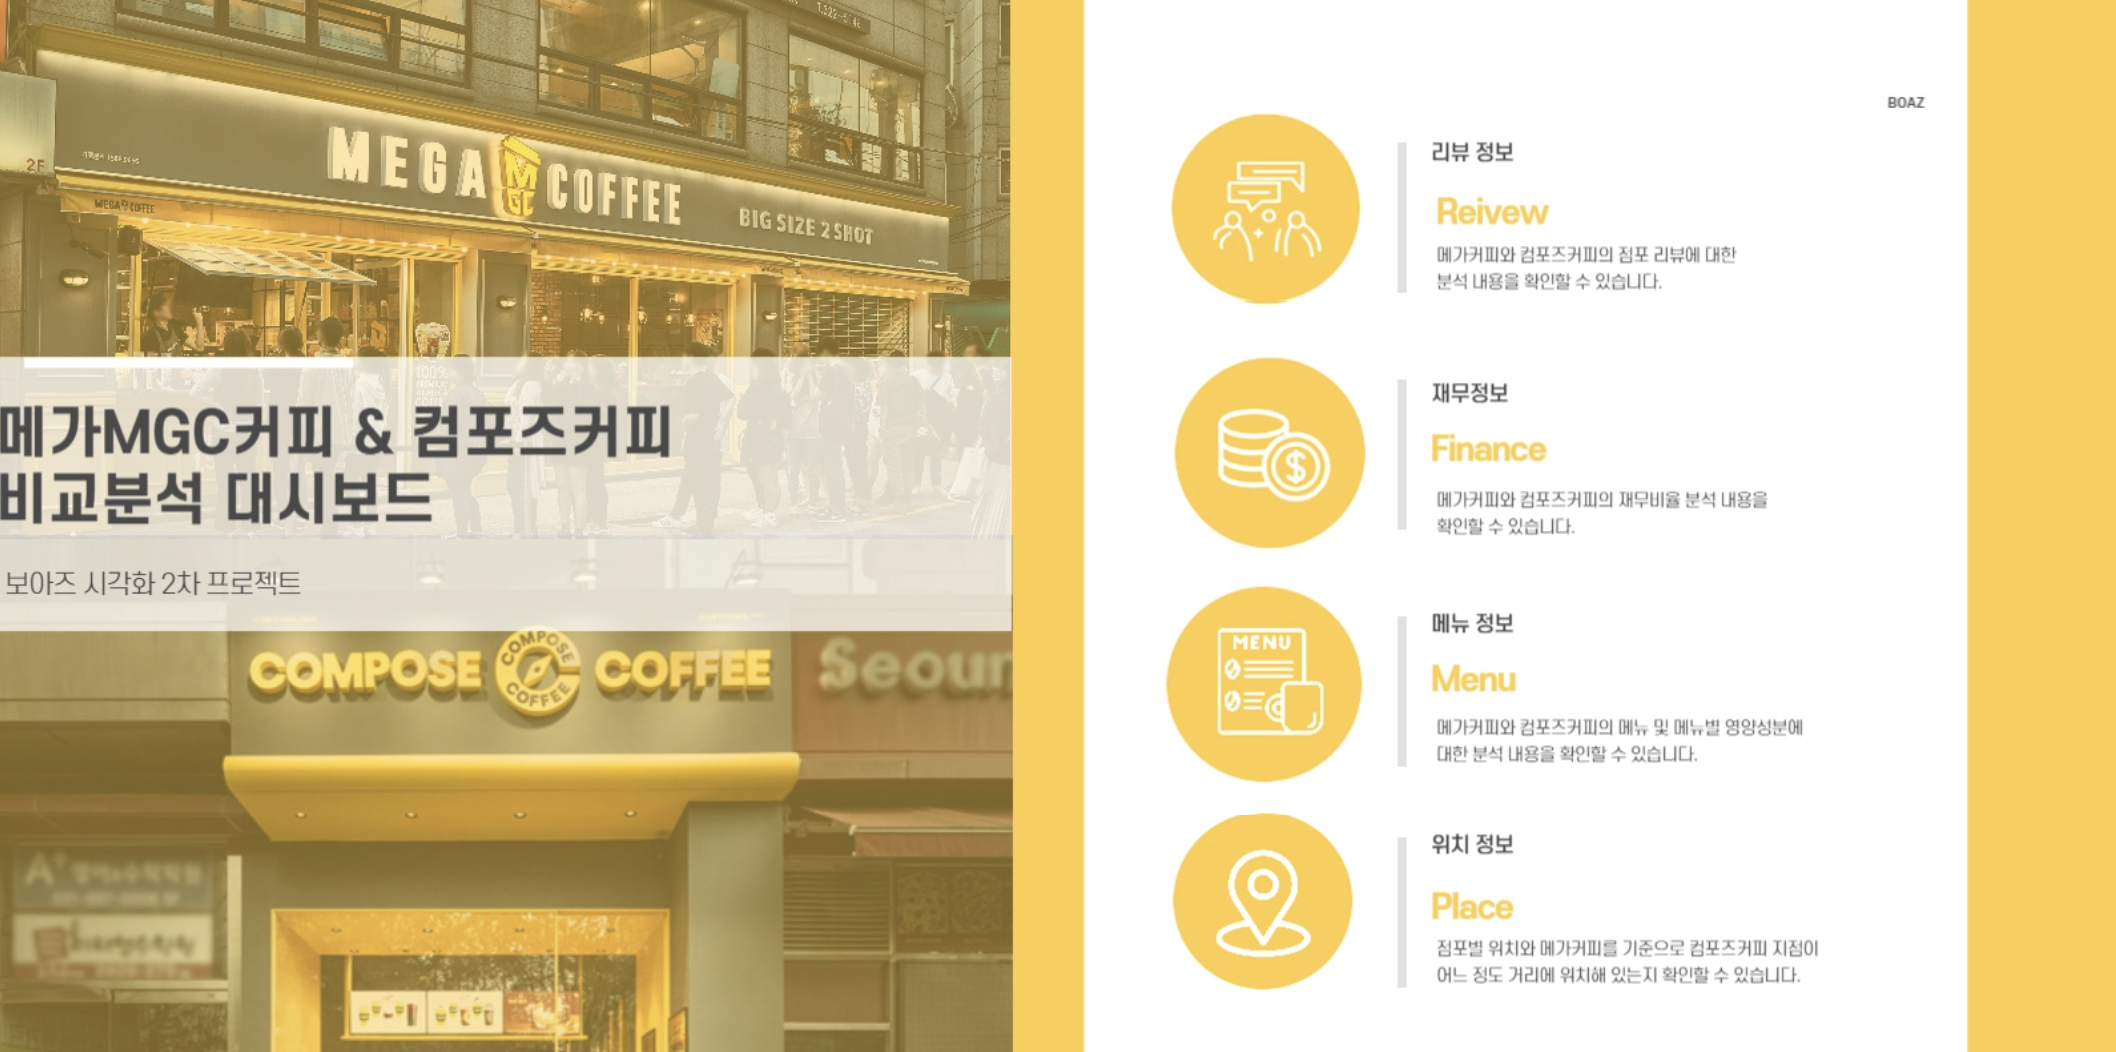 2F
MEGA MGC COFFEE
BIG SIZE 2 SHOT
MEGA COFFEE
100%
메가MGC커피 & 컴포즈커피
비교분석 대시보드
보아즈 시각화 2차 프로젝트
COMPOSE COMPOSE COFFEE COFFEE
Seoun
A+
BOAZ
리뷰 정보
Reivew
메가커피와 컴포즈커피의 점포 리뷰에 대한
분석 내용을 확인할 수 있습니다.
재무정보
Finance
메가커피와 컴포즈커피의 재무비율 분석 내용을
확인할 수 있습니다.
MENU
메뉴 정보
Menu
메가커피와 컴포즈커피의 메뉴 및 메뉴별 영양성분에
대한 분석 내용을 확인할 수 있습니다.
위치 정보
Place
점포별 위치와 메가커피를 기준으로 컴포즈커피 지점이
어느 정도 거리에 위치해 있는지 확인할 수 있습니다.